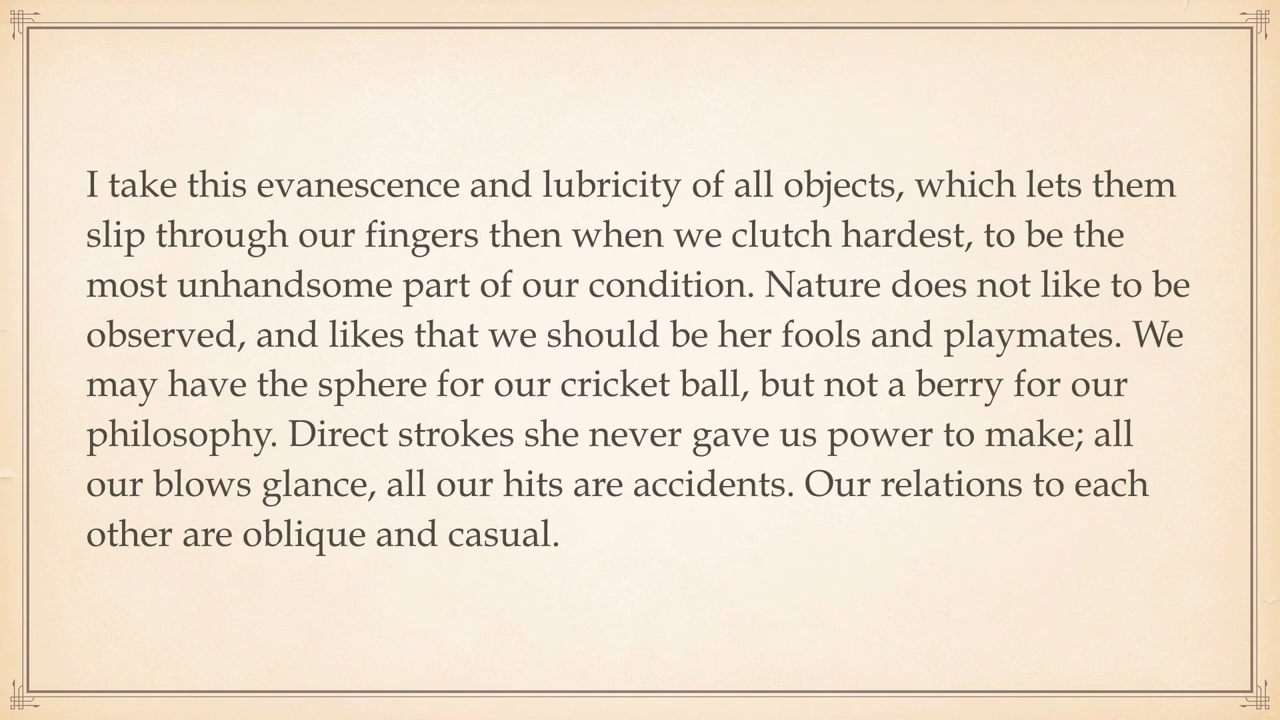 I take this evanescence and lubricity of all objects, which lets them
slip through our fingers then when we clutch hardest, to be the
most unhandsome part of our condition. Nature does not like to be
observed, and likes that we should be her fools and playmates. We
may have the sphere for our cricket ball, but not a berry for our
philosophy. Direct strokes she never gave us power to make; all
our blows glance, all our hits are accidents. Our relations to each
other are oblique and casual.